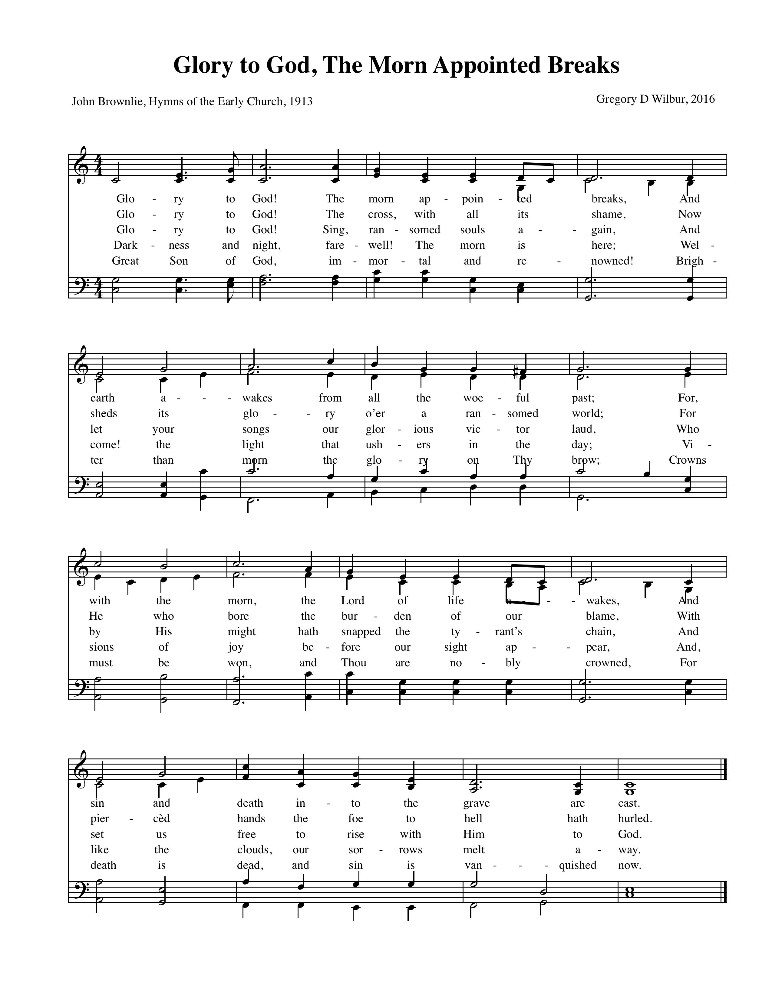 Glory to God, The Morn Appointed Breaks
John Brownlie, Hymns of the Early Church, 1913
Gregory D Wilbur, 2016
Glo - ry to God! The morn ap - poin - ted breaks, And
Glo - ry to God! The cross, with all its shame, Now
Glo - ry to God! Sing, ran - somed souls a - - gain, And
Dark - ness and night, fare - well! The morn is here; Wel -
Great Son of God, im - mor - tal and re - nowned! Brigh -
earth a - - - wakes from all the woe - ful past; For,
sheds its glo - - ry o'er a ran - somed world; For
let your songs our glor - ious vic - tor laud, Who
come! the light that ush - ers in the day; Vi -
ter than morn the glo - ry on Thy brow; Crowns
with the morn, the Lord of life a - - - wakes, And
He who bore the bur - den of our blame, With
by His might hath snapped the ty - rant's chain, And
sions of joy be - fore our sight ap - - pear, And,
must be won, and Thou are no - bly crowned, For
sin and death in - to the grave are cast.
pier - cèd hands the foe to hell hath hurled.
set us free to rise with Him to God.
like the clouds, our sor - rows melt a - way.
death is dead, and sin is van - - - quished now.